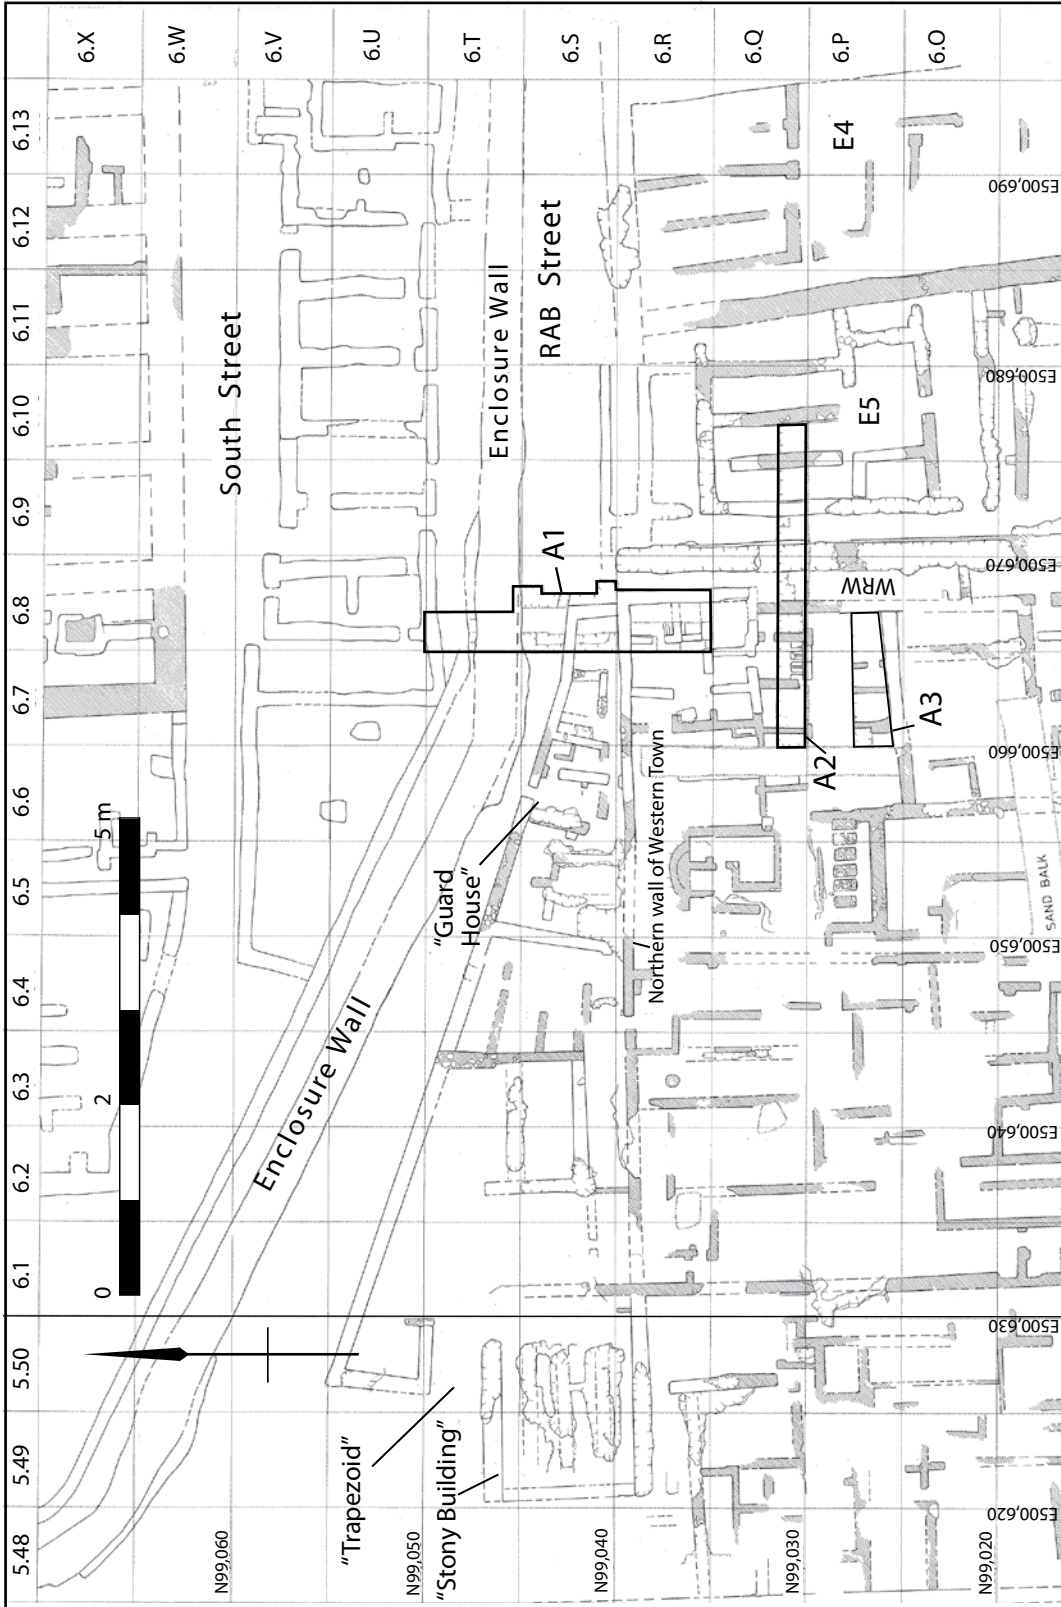 5.48
5.49
5.50
6.1
6.2
6.3
6.4
6.5
6.6
6.7
6.8
6.9
6.10
6.11
6.12
6.13
6.X
6.W
6.V
6.U
6.T
6.S
6.R
6.Q
6.P
6.O
0
2
5 m
South Street
Enclosure Wall
Enclosure Wall
RAB Street
"Guard
House"
"Trapezoid"
"Stony Building"
Northern wall of Western Town
A1
A2
A3
WRW
E5
E4
SAND BALK
N99,060
N99,050
N99,040
N99,030
N99,020
E500,620
E500,630
E500,640
E500,650
E500,660
E500,670
E500,680
E500,690